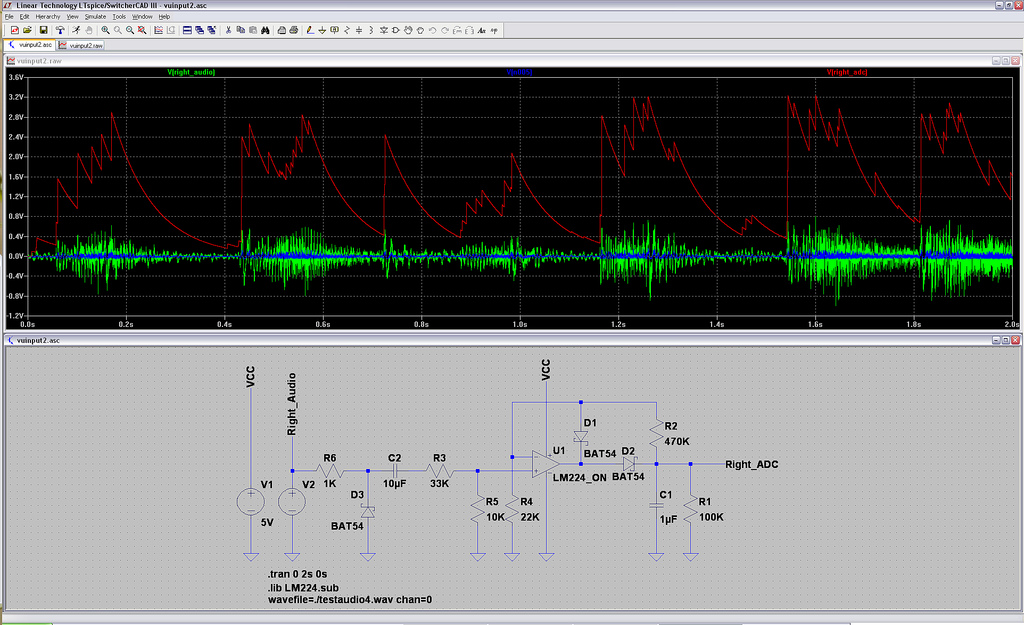 Linear Technology LTspice/SwitcherCAD III - vuinput2.asc
File Edit Hierarchy View Simulate Tools Window Help
vuinput2.asc vuinput2.raw
vuinput2.raw
V(right_audio) V(right_adc)
3.6V
3.2V
2.8V
2.4V
2.0V
1.6V
1.2V
0.8V
0.4V
0.0V
-0.4V
-0.8V
-1.2V
0.0s 0.2s 0.4s 0.6s 0.8s 1.0s 1.2s 1.4s 1.6s 1.8s 2.0s
vuinput2.asc
VCC
Right_Audio
VCC
V1
5V
V2
R6
1K
D3
BAT54
C2
10µF
R3
33K
R5
10K
R4
22K
U1
LM224_ON
D1
BAT54
D2
BAT54
R2
470K
C1
1µF
R1
100K
Right_ADC
.tran 0 2s 0s
.lib LM224.sub
wavefile=./testaudio4.wav chan=0